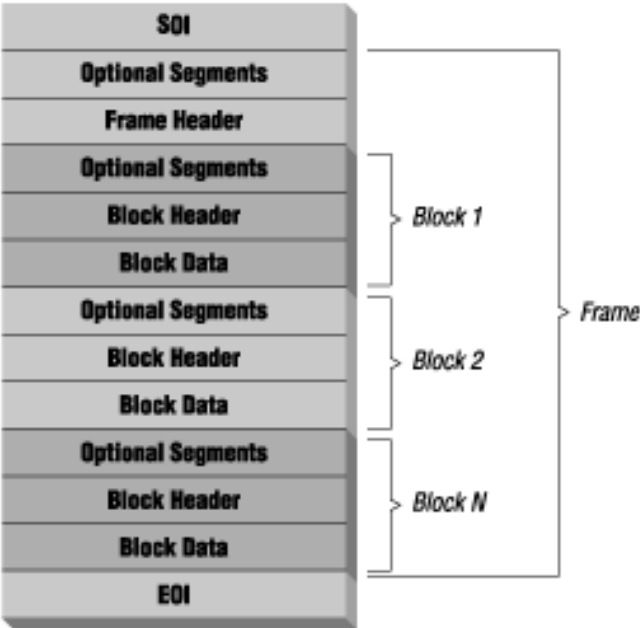 SOI
Optional Segments
Frame Header
Optional Segments
Block Header
Block Data
Block 1
Optional Segments
Block Header
Block Data
Block 2
Frame
Optional Segments
Block Header
Block Data
Block N
EOI